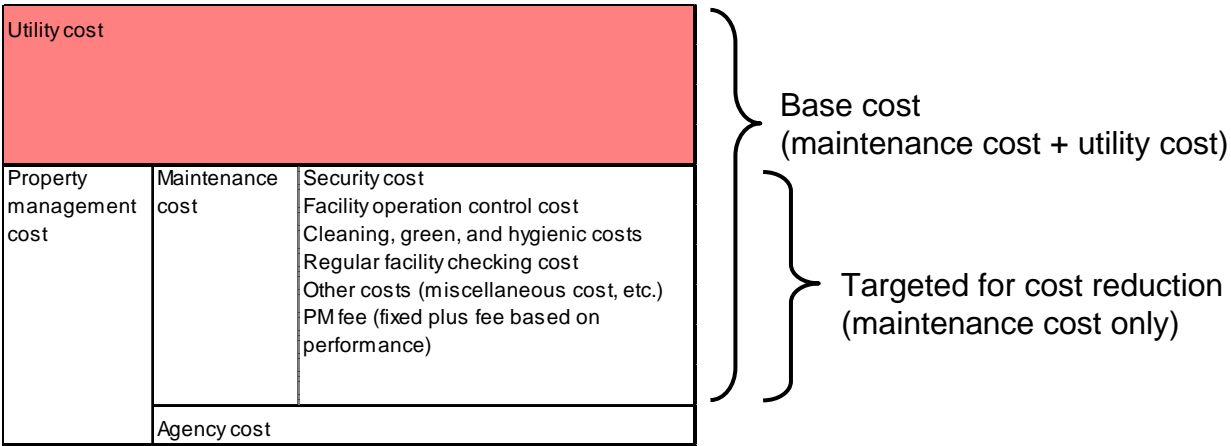 Utility cost
Base cost
(maintenance cost + utility cost)
Property
management
cost
Maintenance
cost
Security cost
Facility operation control cost
Cleaning, green, and hygienic costs
Regular facility checking cost
Other costs (miscellaneous cost, etc.)
PM fee (fixed plus fee based on
performance)
Targeted for cost reduction
(maintenance cost only)
Agency cost